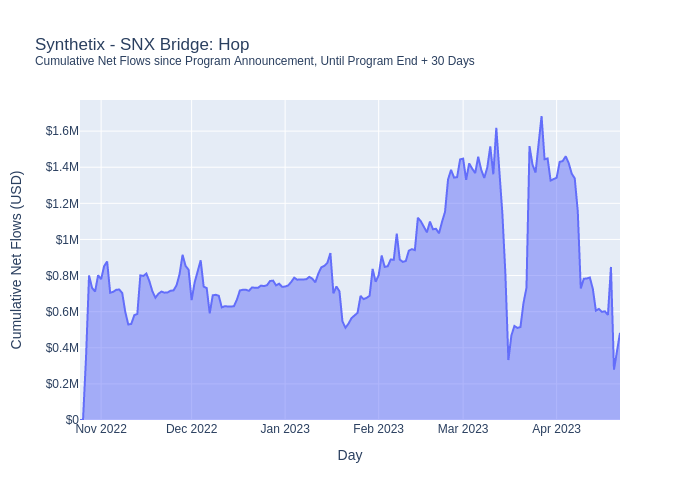 Synthetix - SNX Bridge: Hop
Cumulative Net Flows since Program Announcement, Until Program End + 30 Days
Cumulative Net Flows (USD)
$1.6M
$1.4M
$1.2M
$1M
$0.8M
$0.6M
$0.4M
$0.2M
$0
Nov 2022 Dec 2022 Jan 2023 Feb 2023 Mar 2023 Apr 2023
Day